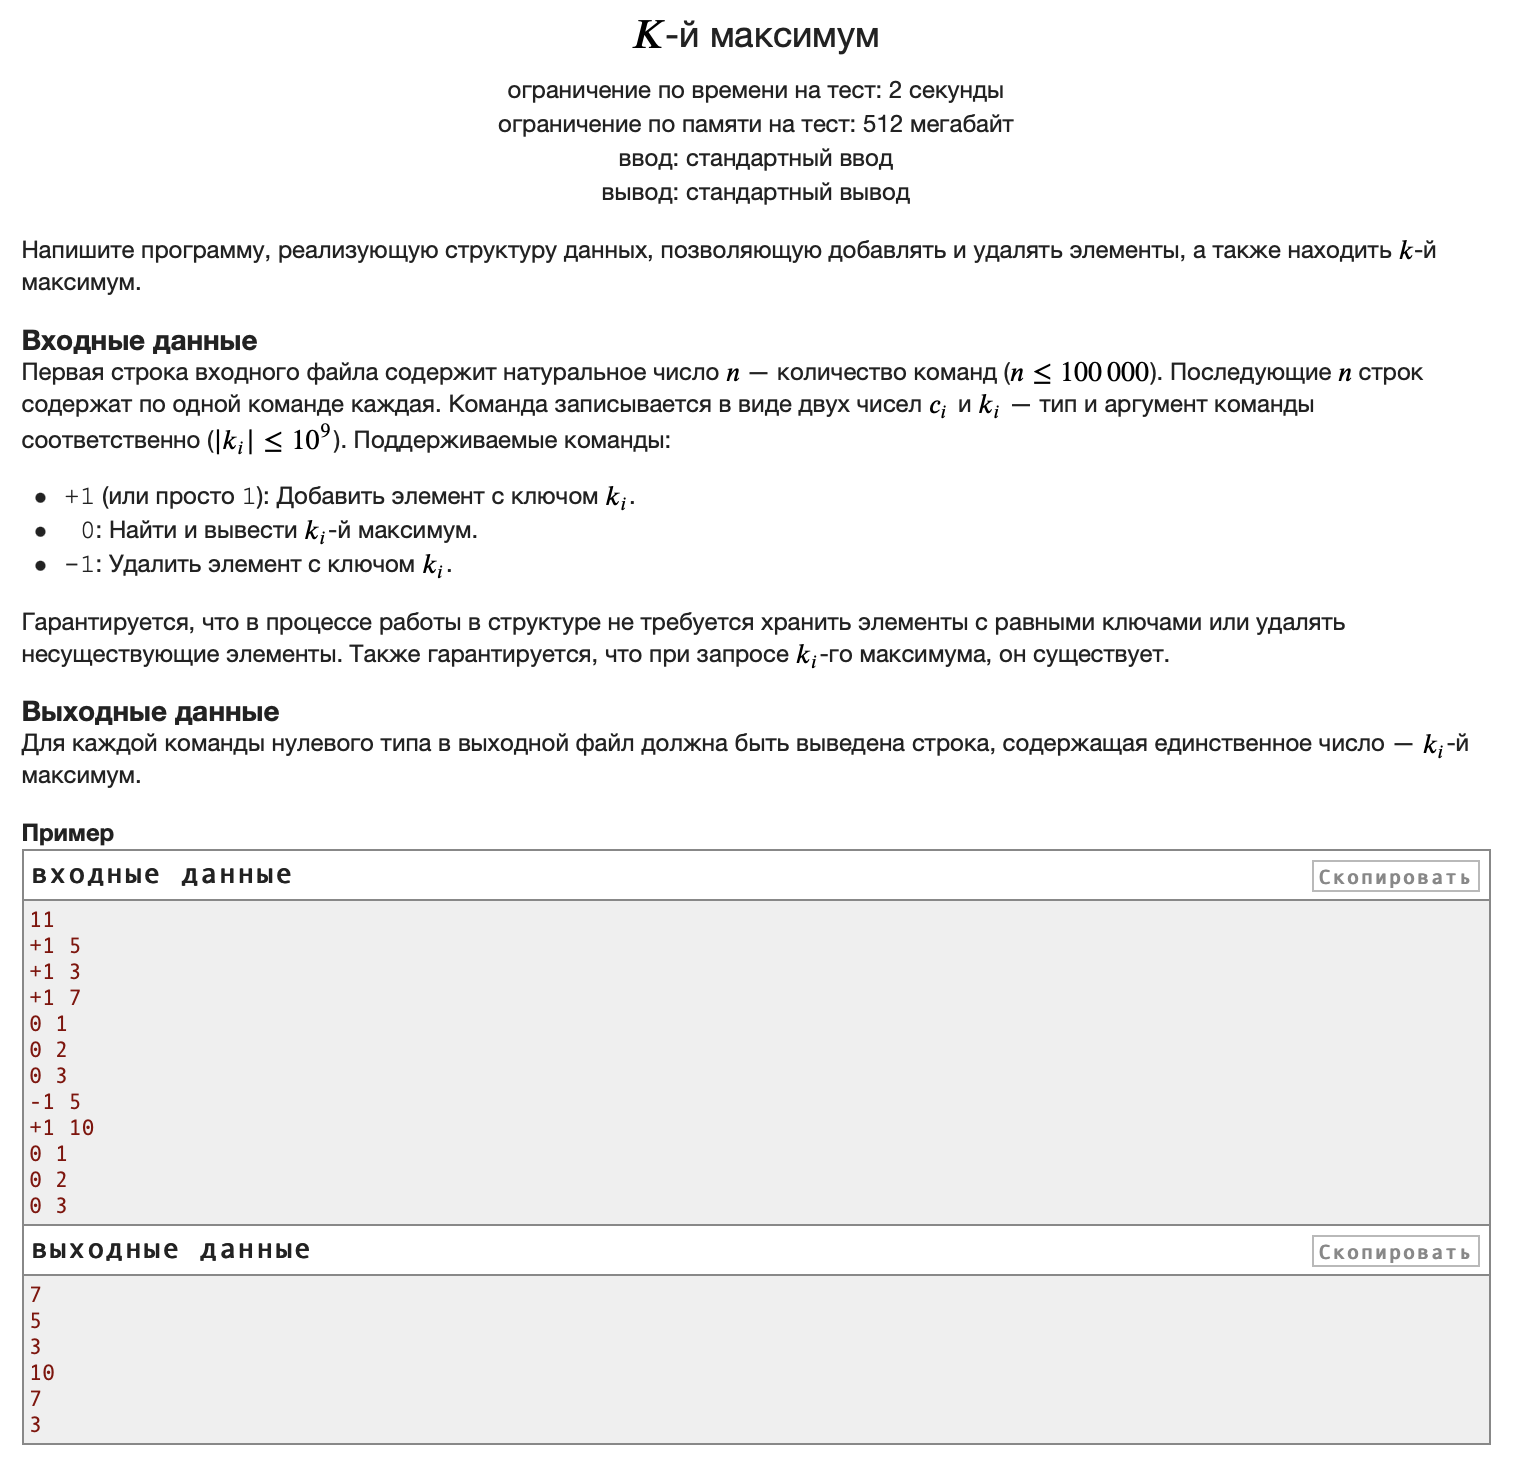 K-й максимум
ограничение по времени на тест: 2 секунды
ограничение по памяти на тест: 512 мегабайт
ввод: стандартный ввод
вывод: стандартный вывод
Напишите программу, реализующую структуру данных, позволяющую добавлять и удалять элементы, а также находить k-й
максимум.
Входные данные
Первая строка входного файла содержит натуральное число n — количество команд (n ≤ 100 000). Последующие n строк
содержат по одной команде каждая. Команда записывается в виде двух чисел c_i и k_i — тип и аргумент команды
соответственно (|k_i| ≤ 10^9). Поддерживаемые команды:
• +1 (или просто 1): Добавить элемент с ключом k_i.
• 0: Найти и вывести k_i-й максимум.
• -1: Удалить элемент с ключом k_i.
Гарантируется, что в процессе работы в структуре не требуется хранить элементы с равными ключами или удалять
несуществующие элементы. Также гарантируется, что при запросе k_i-го максимума, он существует.
Выходные данные
Для каждой команды нулевого типа в выходной файл должна быть выведена строка, содержащая единственное число — k_i-й
максимум.
Пример
входные данные Скопировать
11
+1 5
+1 3
+1 7
0 1
0 2
0 3
-1 5
+1 10
0 1
0 2
0 3
выходные данные Скопировать
7
5
3
10
7
3